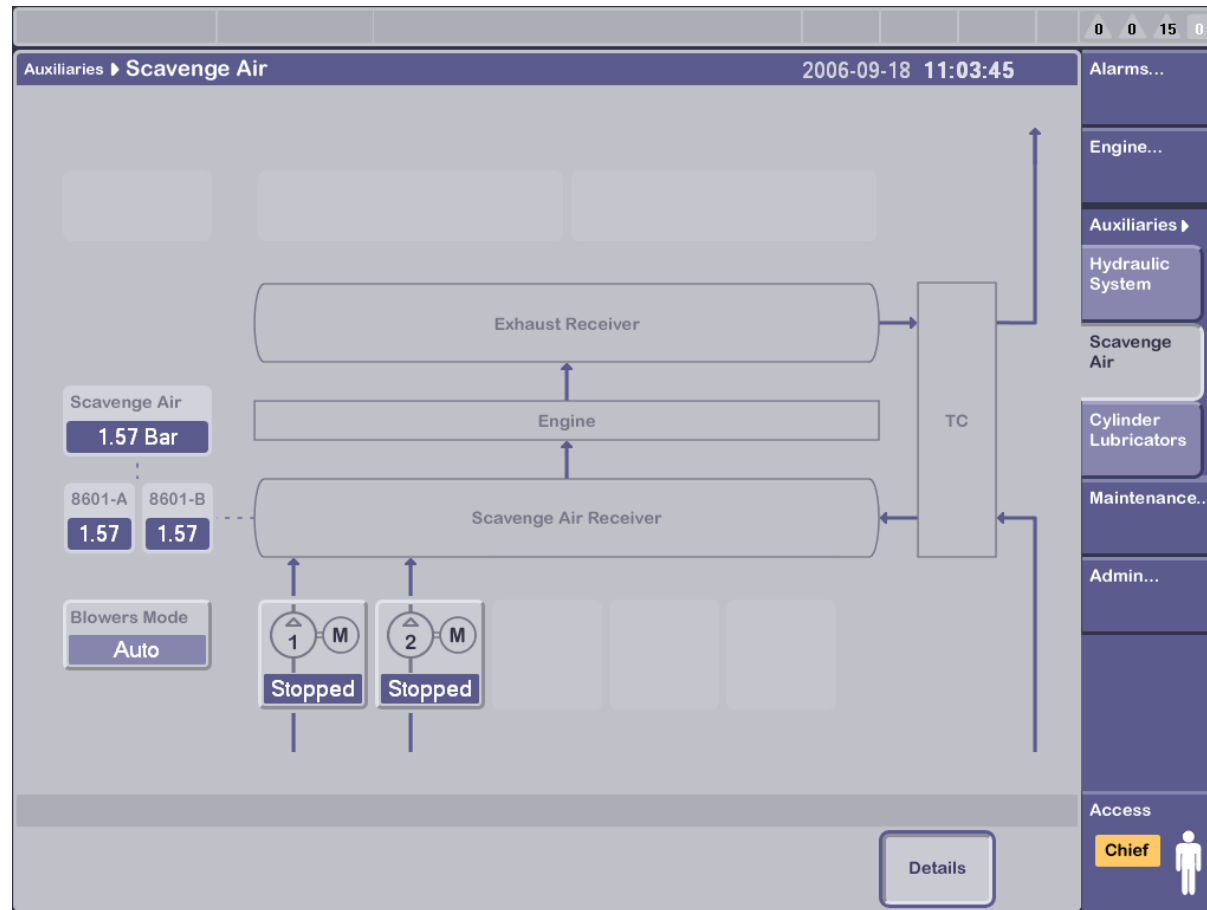 0 0 15 0
Auxiliaries Scavenge Air 2006-09-18 11:03:45
Alarms...
Engine...
Auxiliaries
Hydraulic
System
Scavenge
Air
Cylinder
Lubricators
Maintenance..
Admin...
Access
Chief
Exhaust Receiver
Engine
TC
Scavenge Air Receiver
Scavenge Air
1.57 Bar
8601-A 8601-B
1.57 1.57
Blowers Mode
Auto
1 M 2 M
Stopped Stopped
Details